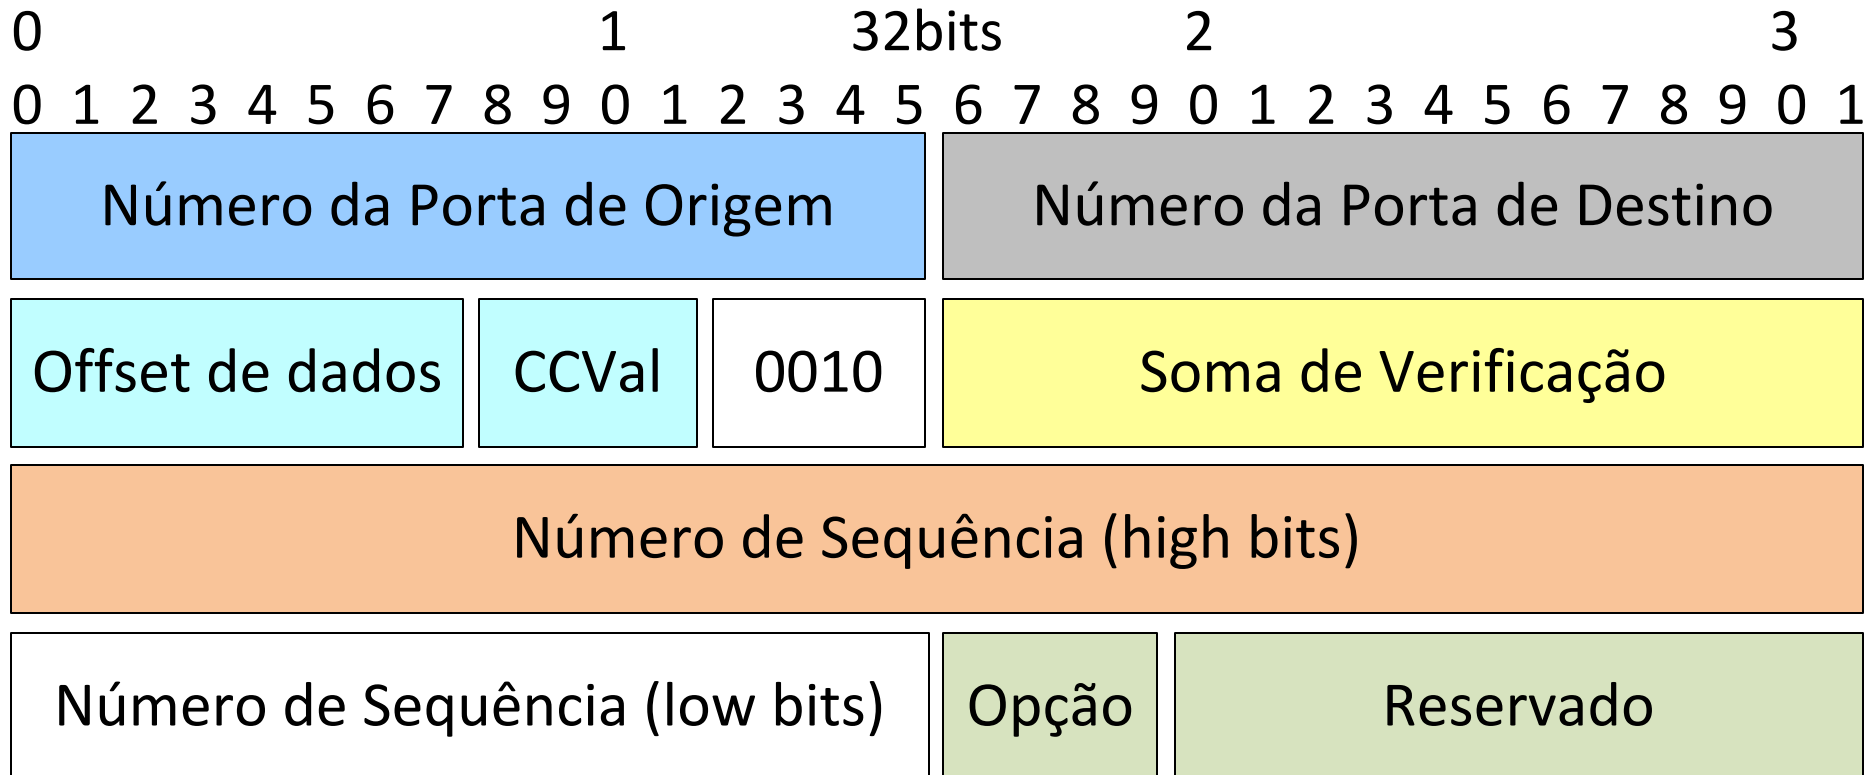 0 1 32bits 2 3
0 1 2 3 4 5 6 7 8 9 0 1 2 3 4 5 6 7 8 9 0 1 2 3 4 5 6 7 8 9 0 1
Número da Porta de Origem Número da Porta de Destino
Offset de dados CCVal 0010 Soma de Verificação
Número de Sequência (high bits)
Número de Sequência (low bits) Opção Reservado